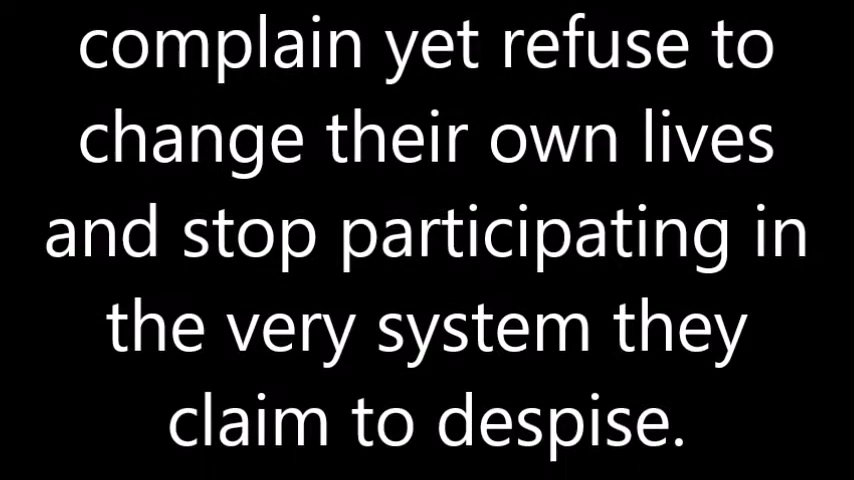 complain yet refuse to
change their own lives
and stop participating in
the very system they
claim to despise.